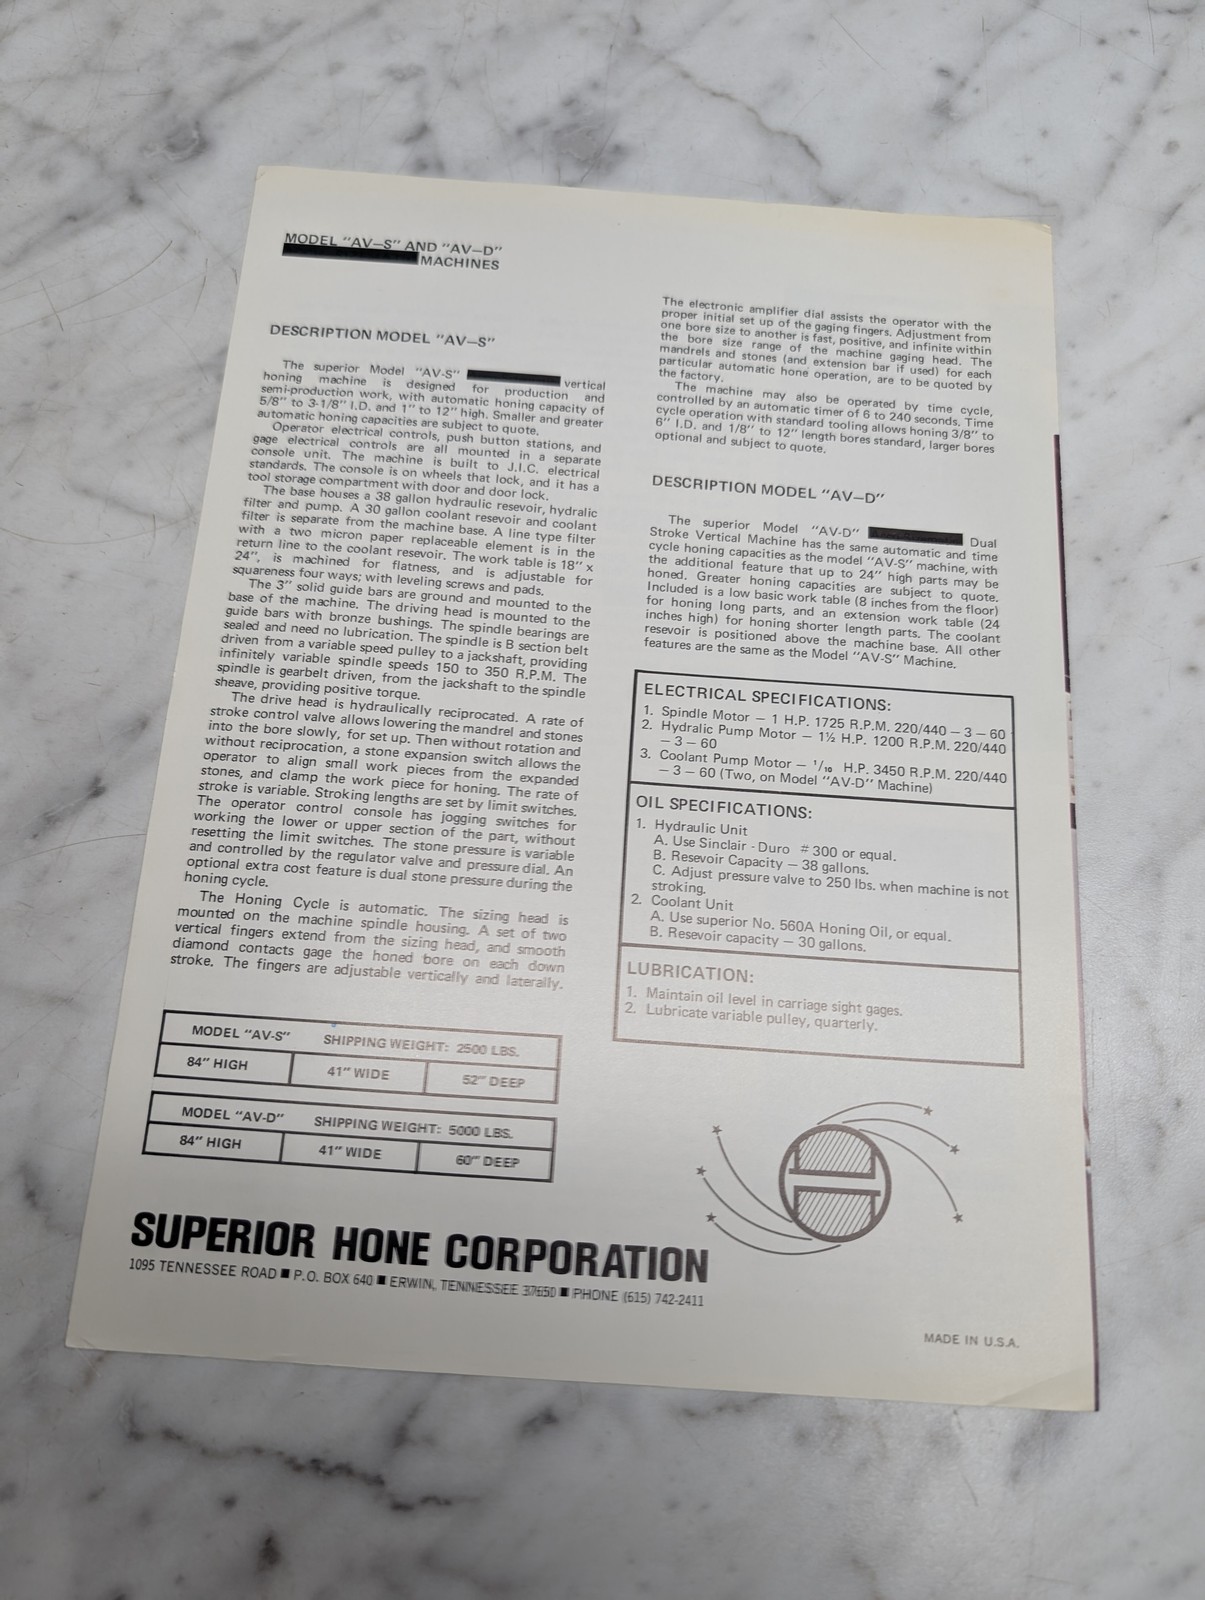 MODEL "AV–S" AND "AV–D"
MACHINES
DESCRIPTION MODEL "AV–S"
The superior Model "AV-S" vertical
honing machine is designed for production and
semi-production work, with automatic honing capacity of
5/8" to 3-1/8" I.D. and 1" to 12" high. Smaller and greater
automatic honing capacities are subject to quote.
Operator electrical controls, push button stations, and
gage electrical controls are all mounted in a separate
console unit. The machine is built to J.I.C. electrical
standards. The console is on wheels that lock, and it has a
tool storage compartment with door and door lock.
The base houses a 38 gallon hydraulic resevoir, hydralic
filter and pump. A 30 gallon coolant resevoir and coolant
filter is separate from the machine base. A line type filter
with a two micron paper replaceable element is in the
return line to the coolant resevoir. The work table is 18" x
24", is machined for flatness, and is adjustable for
squareness four ways; with leveling screws and pads.
The 3" solid guide bars are ground and mounted to the
base of the machine. The driving head is mounted to the
guide bars with bronze bushings. The spindle bearings are
sealed and need no lubrication. The spindle is B section belt
driven from a variable speed pulley to a jackshaft, providing
infinitely variable spindle speeds 150 to 350 R.P.M. The
spindle is gearbelt driven, from the jackshaft to the spindle
sheave, providing positive torque.
The drive head is hydraulically reciprocated. A rate of
stroke control valve allows lowering the mandrel and stones
into the bore slowly, for set up. Then without rotation and
without reciprocation, a stone expansion switch allows the
operator to align small work pieces from the expanded
stones, and clamp the work piece for honing. The rate of
stroke is variable. Stroking lengths are set by limit switches.
The operator control console has jogging switches for
working the lower or upper section of the part, without
resetting the limit switches. The stone pressure is variable
and controlled by the regulator valve and pressure dial. An
optional extra cost feature is dual stone pressure during the
honing cycle.
The Honing Cycle is automatic. The sizing head is
mounted on the machine spindle housing. A set of two
vertical fingers extend from the sizing head, and smooth
diamond contacts gage the honed bore on each down
stroke. The fingers are adjustable vertically and laterally.
The electronic amplifier dial assists the operator with the
proper initial set up of the gaging fingers. Adjustment from
one bore size to another is fast, positive, and infinite within
the bore size range of the machine gaging head. The
mandrels and stones (and extension bar if used) for each
particular automatic hone operation, are to be quoted by
the factory.
The machine may also be operated by time cycle,
controlled by an automatic timer of 6 to 240 seconds. Time
cycle operation with standard tooling allows honing 3/8" to
6" I.D. and 1/8" to 12" length bores standard, larger bores
optional and subject to quote.
DESCRIPTION MODEL "AV–D"
The superior Model "AV-D" Dual
Stroke Vertical Machine has the same automatic and time
cycle honing capacities as the model "AV-S" machine, with
the additional feature that up to 24" high parts may be
honed. Greater honing capacities are subject to quote.
Included is a low basic work table (8 inches from the floor)
for honing long parts, and an extension work table (24
inches high) for honing shorter length parts. The coolant
resevoir is positioned above the machine base. All other
features are the same as the Model "AV-S" Machine.
ELECTRICAL SPECIFICATIONS:
1. Spindle Motor – 1 H.P. 1725 R.P.M. 220/440 – 3 – 60
2. Hydralic Pump Motor – 1½ H.P. 1200 R.P.M. 220/440
– 3 – 60
3. Coolant Pump Motor – 1/10 H.P. 3450 R.P.M. 220/440
– 3 – 60 (Two, on Model "AV-D" Machine)
OIL SPECIFICATIONS:
1. Hydraulic Unit
A. Use Sinclair - Duro #300 or equal.
B. Resevoir Capacity – 38 gallons.
C. Adjust pressure valve to 250 lbs. when machine is not
stroking.
2. Coolant Unit
A. Use superior No. 560A Honing Oil, or equal.
B. Resevoir capacity – 30 gallons.
LUBRICATION:
1. Maintain oil level in carriage sight gages.
2. Lubricate variable pulley, quarterly.
MODEL "AV-S" SHIPPING WEIGHT: 2500 LBS.
84" HIGH 41" WIDE 52" DEEP
MODEL "AV-D" SHIPPING WEIGHT: 5000 LBS.
84" HIGH 41" WIDE 60" DEEP
SUPERIOR HONE CORPORATION
1095 TENNESSEE ROAD ■ P.O. BOX 640 ■ ERWIN, TENNESSEE 37650 ■ PHONE (615) 742-2411
MADE IN U.S.A.